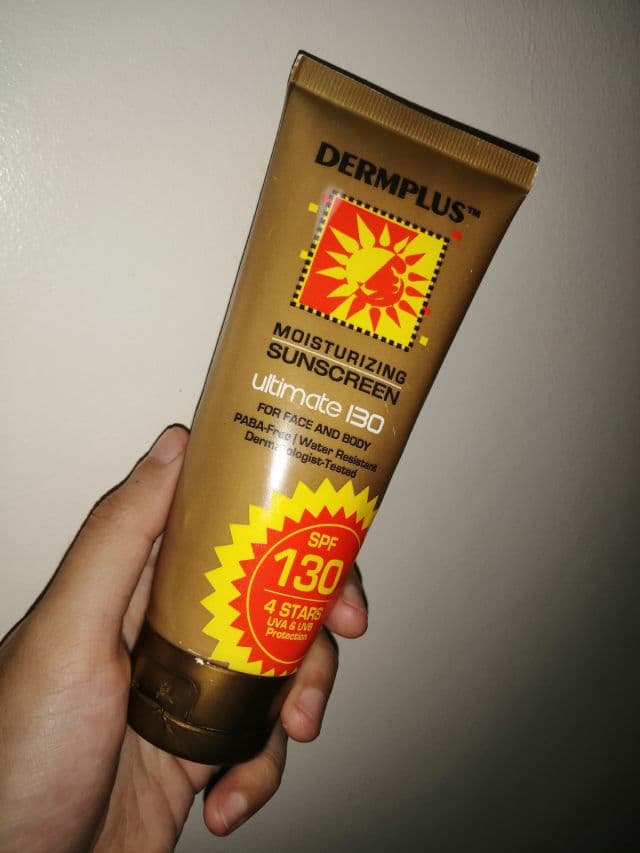 DERMPLUS™
MOISTURIZING
SUNSCREEN
ultimate 130
FOR FACE AND BODY
PABA-Free / Water Resistant
Dermatologist-Tested
SPF
130
4 STARS
UVA & UVB
Protection